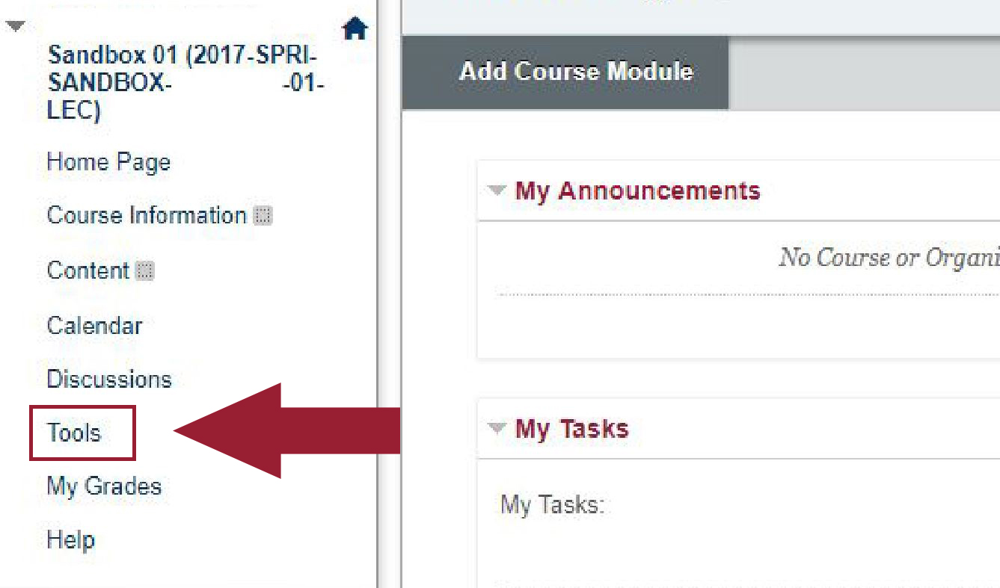 Sandbox 01 (2017-SPRI-
SANDBOX- -01-
LEC)
Home Page
Course Information
Content
Calendar
Discussions
Tools
My Grades
Help
Add Course Module
My Announcements
No Course or Organi
My Tasks
My Tasks: